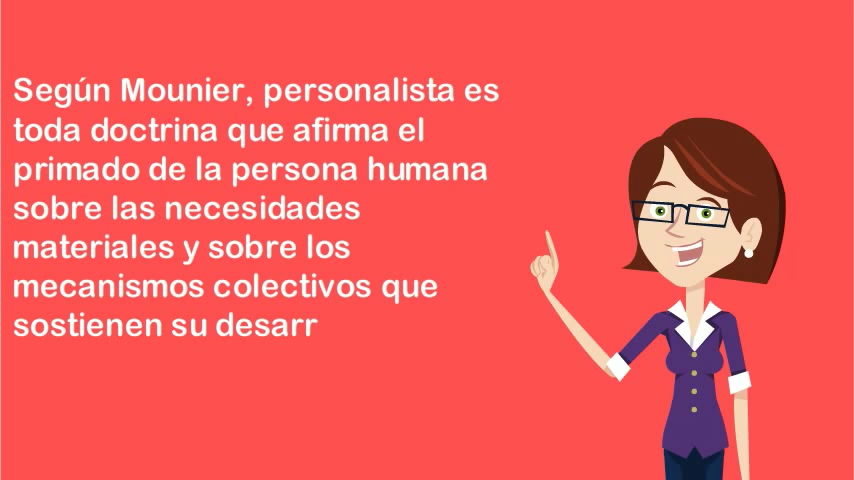 Según Mounier, personalista es
toda doctrina que afirma el
primado de la persona humana
sobre las necesidades
materiales y sobre los
mecanismos colectivos que
sostienen su desarr